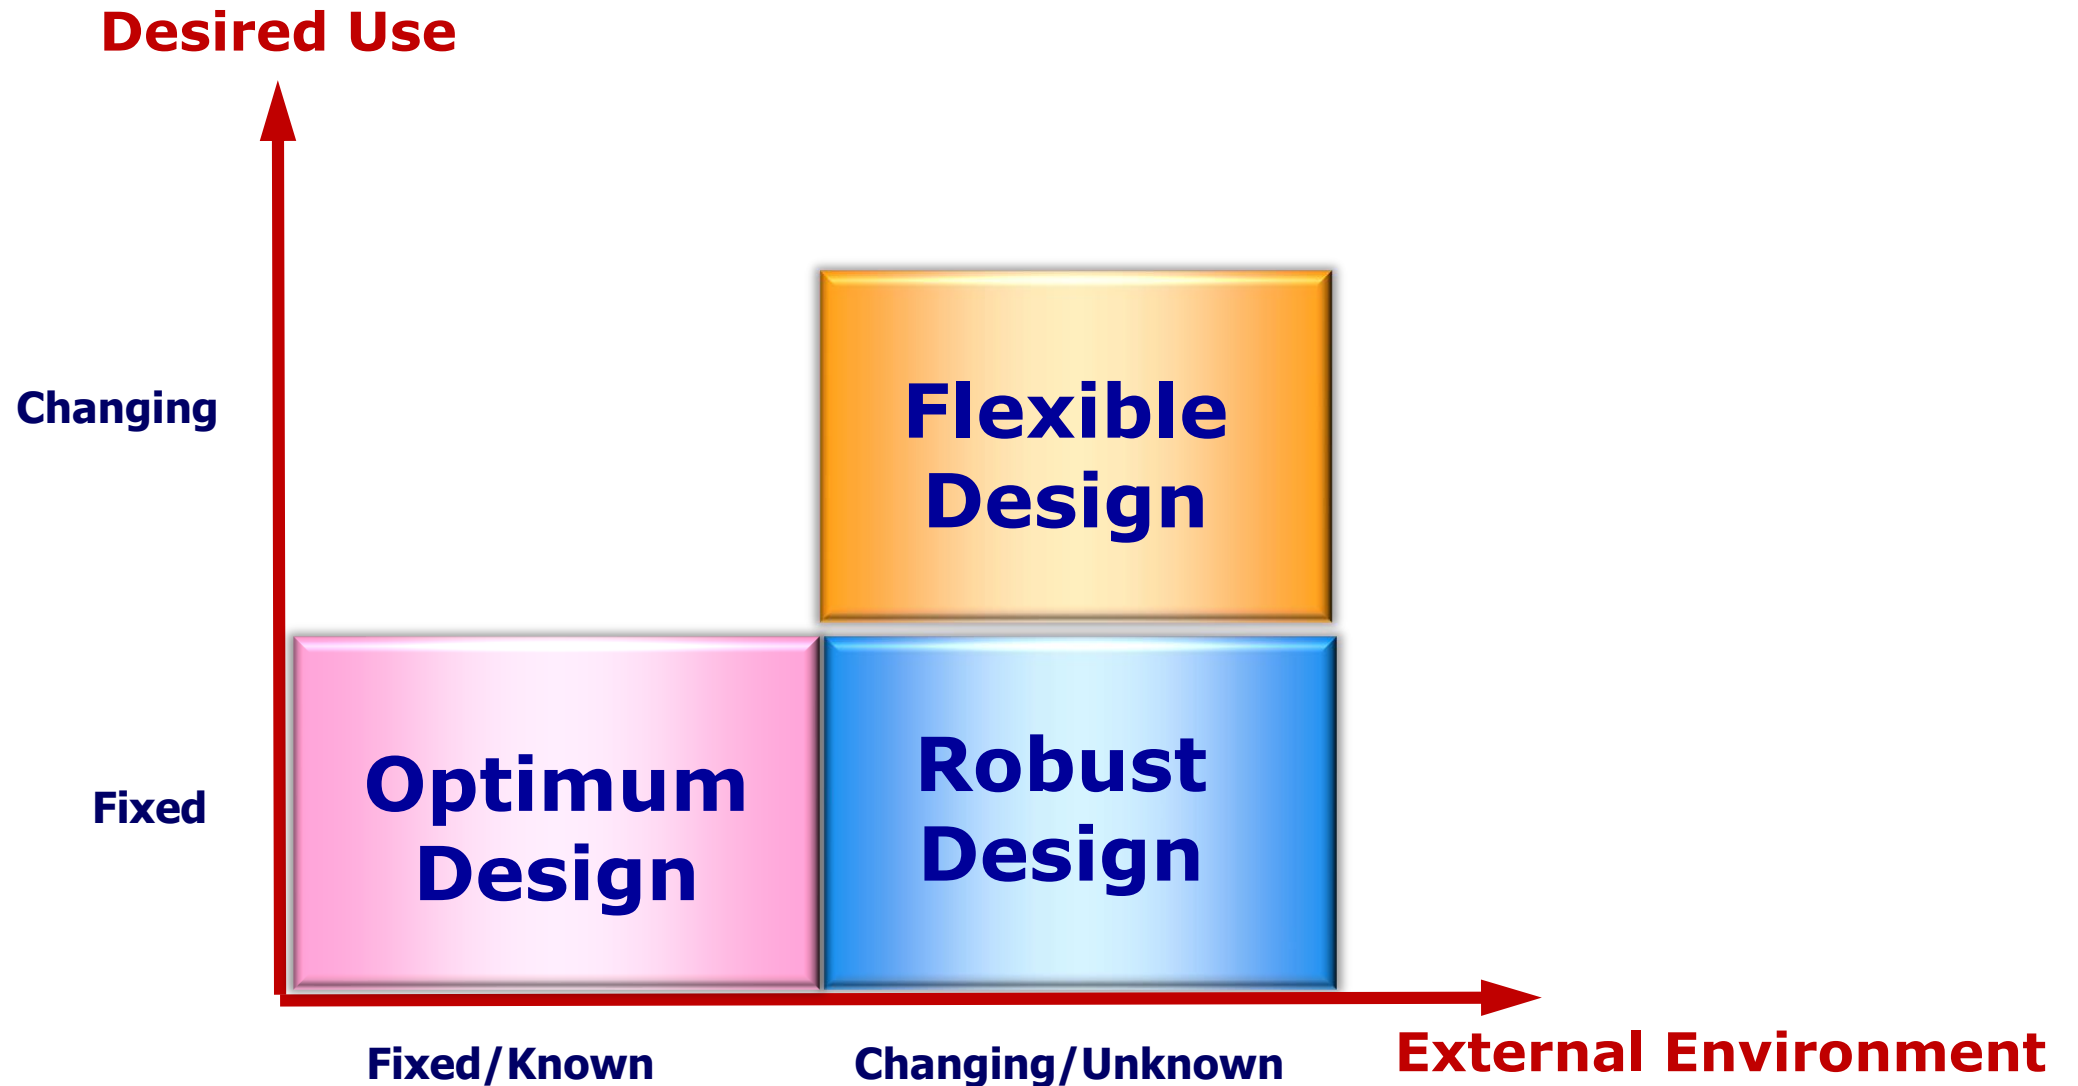 Desired Use
Changing
Flexible
Design
Fixed
Optimum
Design
Robust
Design
Fixed/Known
Changing/Unknown
External Environment